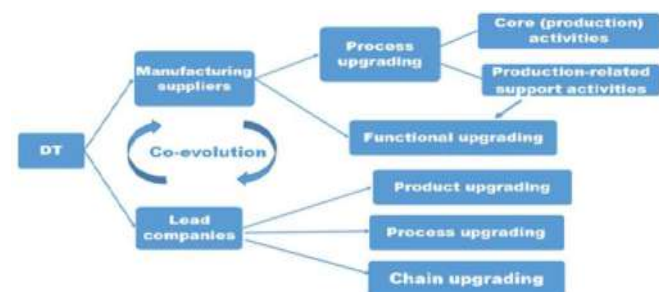 Core (production)
activities
Process
upgrading
Manufacturing
suppliers
Production-related
support activities
Functional upgrading
DT
Co-evolution
Product upgrading
Lead
companies
Process upgrading
Chain upgrading